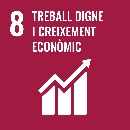 8 TREBALL DIGNE
I CREIXEMENT
ECONÒMIC